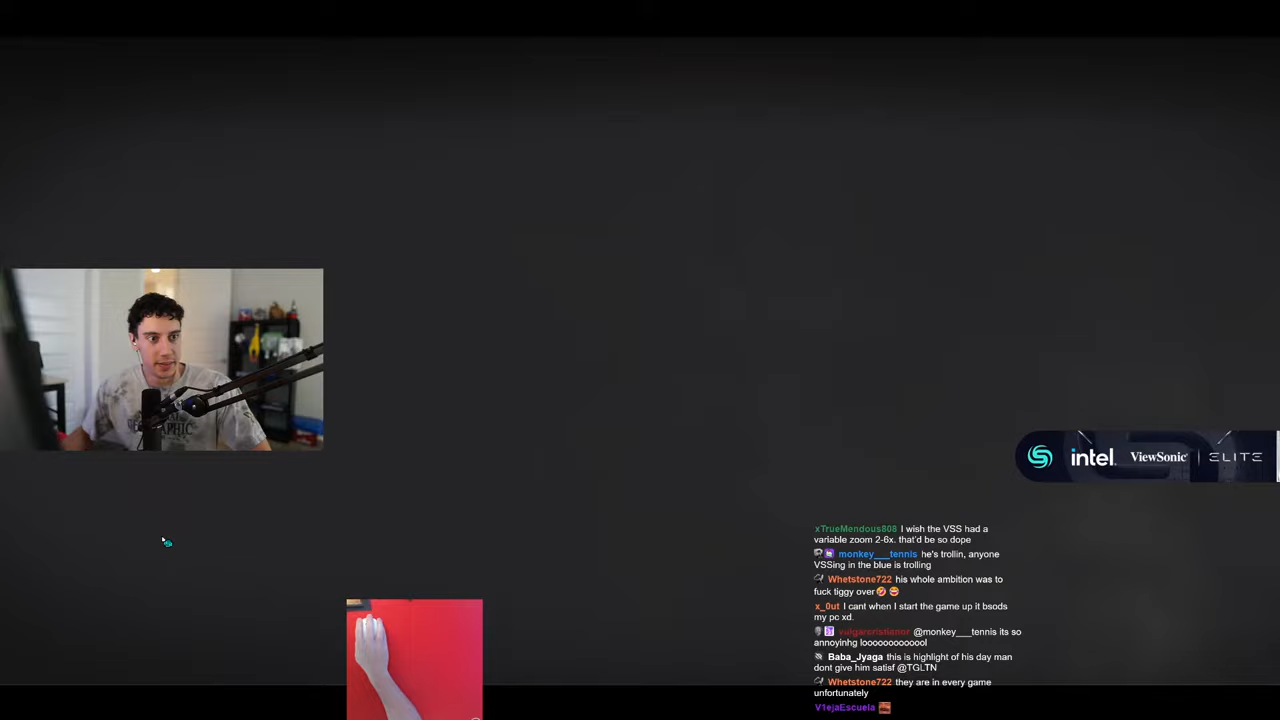 GEOGRAPHIC
intel.
ViewSonic
ELITE
xTrueMendous808 I wish the VSS had a
variable zoom 2-6x. that'd be so dope
monkey___tennis he's trollin, anyone
VSSing in the blue is trolling
Whetstone722 his whole ambition was to
fuck tiggy over
x_0ut I cant when I start the game up it bsods
my pc xd.
vulgarcristianor @monkey___tennis its so
annoyinhg looooooooooool
Baba_Jyaga this is highlight of his day man
dont give him satisf @TGLTN
Whetstone722 they are in every game
unfortunately
V1ejaEscuela